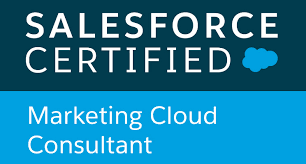 SALESFORCE
CERTIFIED
Marketing Cloud
Consultant